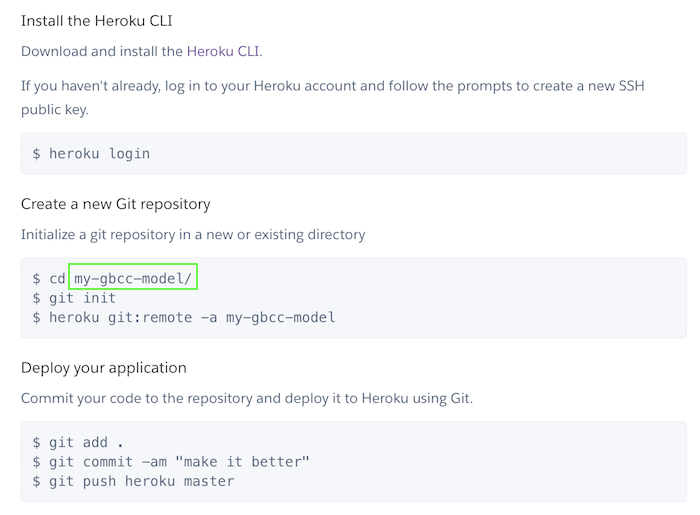 Install the Heroku CLI
Download and install the Heroku CLI.
If you haven't already, log in to your Heroku account and follow the prompts to create a new SSH
public key.
$ heroku login
Create a new Git repository
Initialize a git repository in a new or existing directory
$ cd my-gbcc-model/
$ git init
$ heroku git:remote -a my-gbcc-model
Deploy your application
Commit your code to the repository and deploy it to Heroku using Git.
$ git add .
$ git commit -am "make it better"
$ git push heroku master